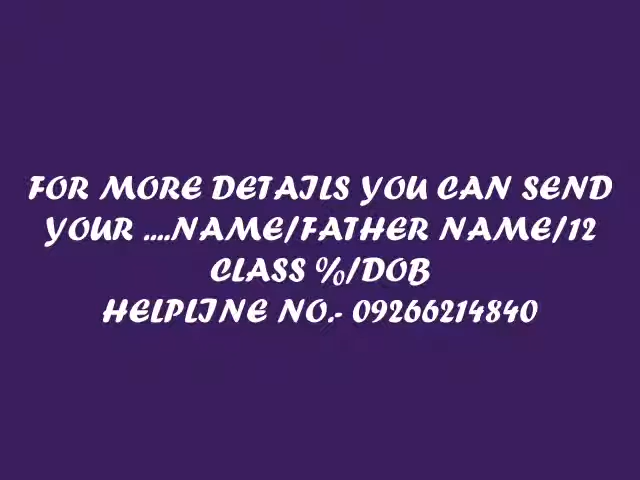 FOR MORE DETAILS YOU CAN SEND
YOUR ....NAME/FATHER NAME/12
CLASS %/DOB
HELPLINE NO.- 09266214840